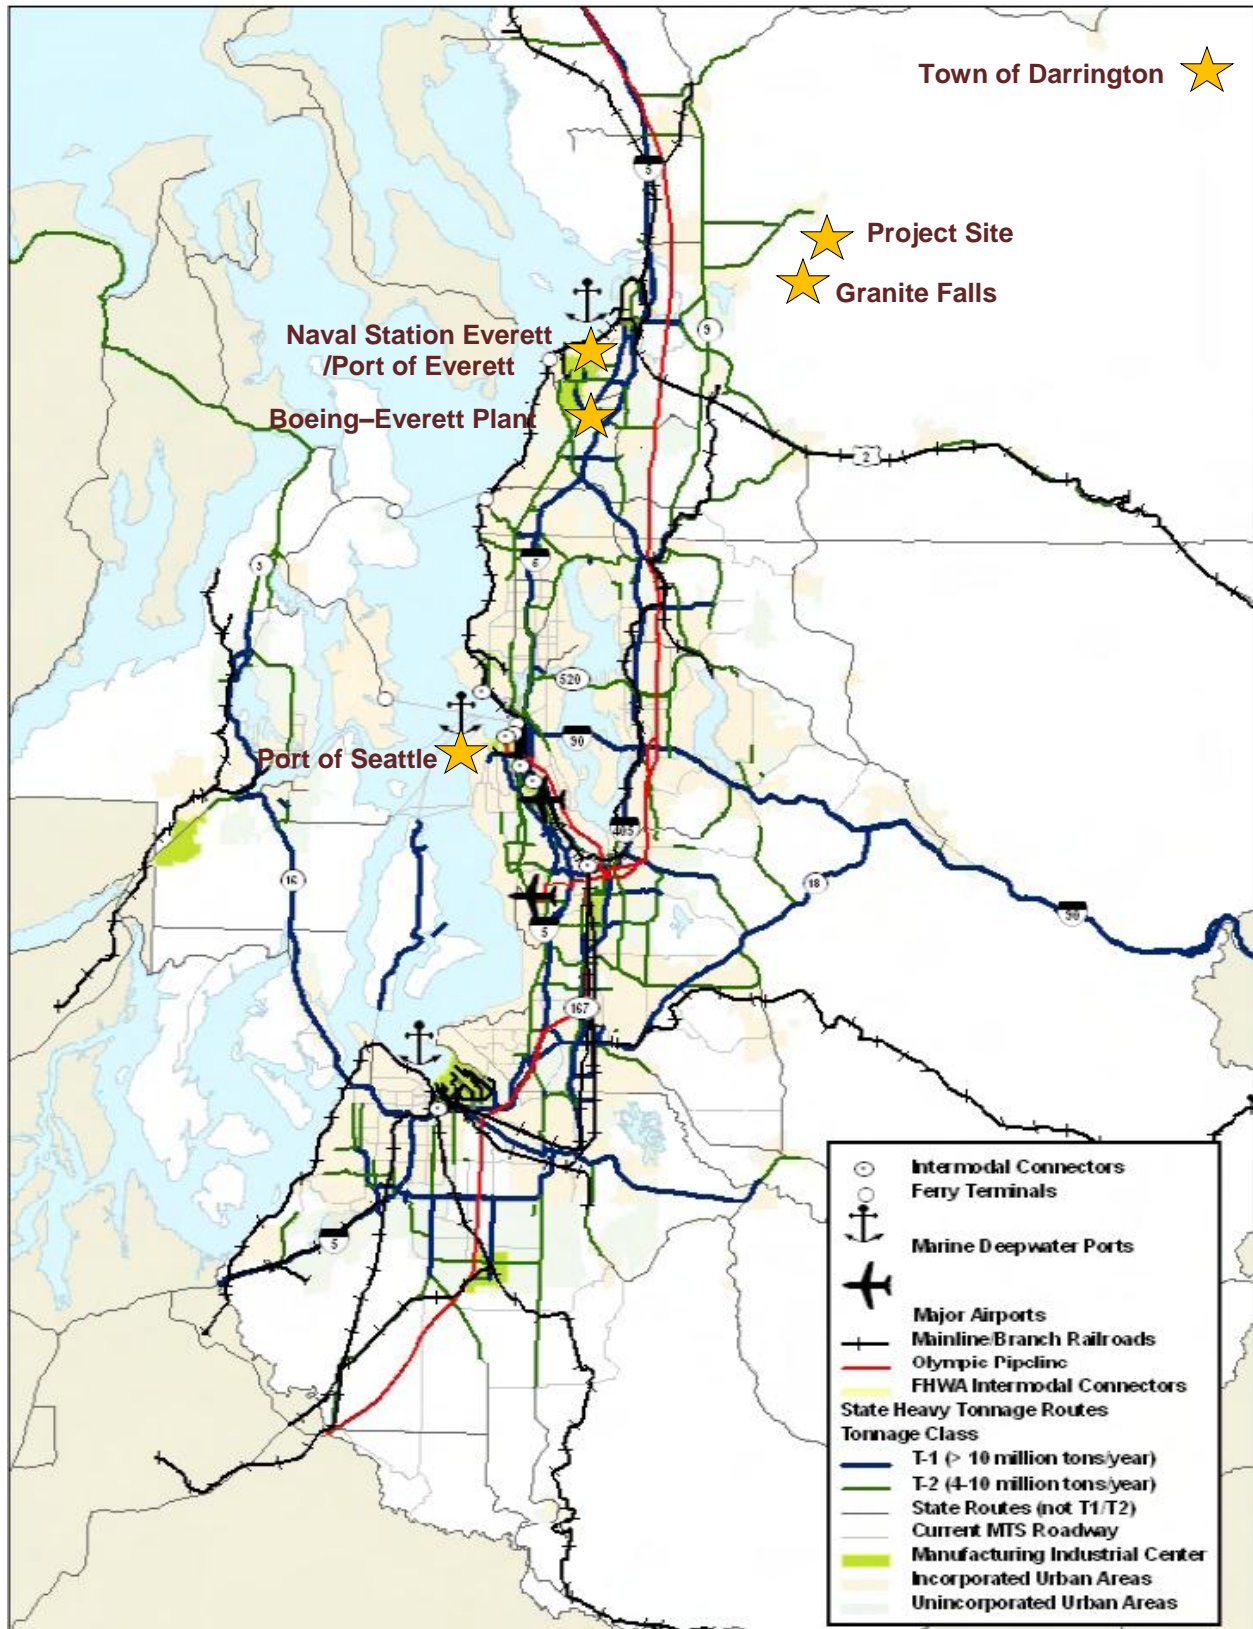 Town of Darrington
5
Project Site
Granite Falls
9
Naval Station Everett
/Port of Everett
Boeing–Everett Plant
2
5
3
520
90
Port of Seattle
405
16
18
90
5
167
5
Intermodal Connectors
Ferry Terminals
Marine Deepwater Ports
Major Airports
Mainline/Branch Railroads
Olympic Pipeline
FHWA Intermodal Connectors
State Heavy Tonnage Routes
Tonnage Class
T-1 (> 10 million tons/year)
T-2 (4-10 million tons/year)
State Routes (not T1/T2)
Current MTS Roadway
Manufacturing Industrial Center
Incorporated Urban Areas
Unincorporated Urban Areas